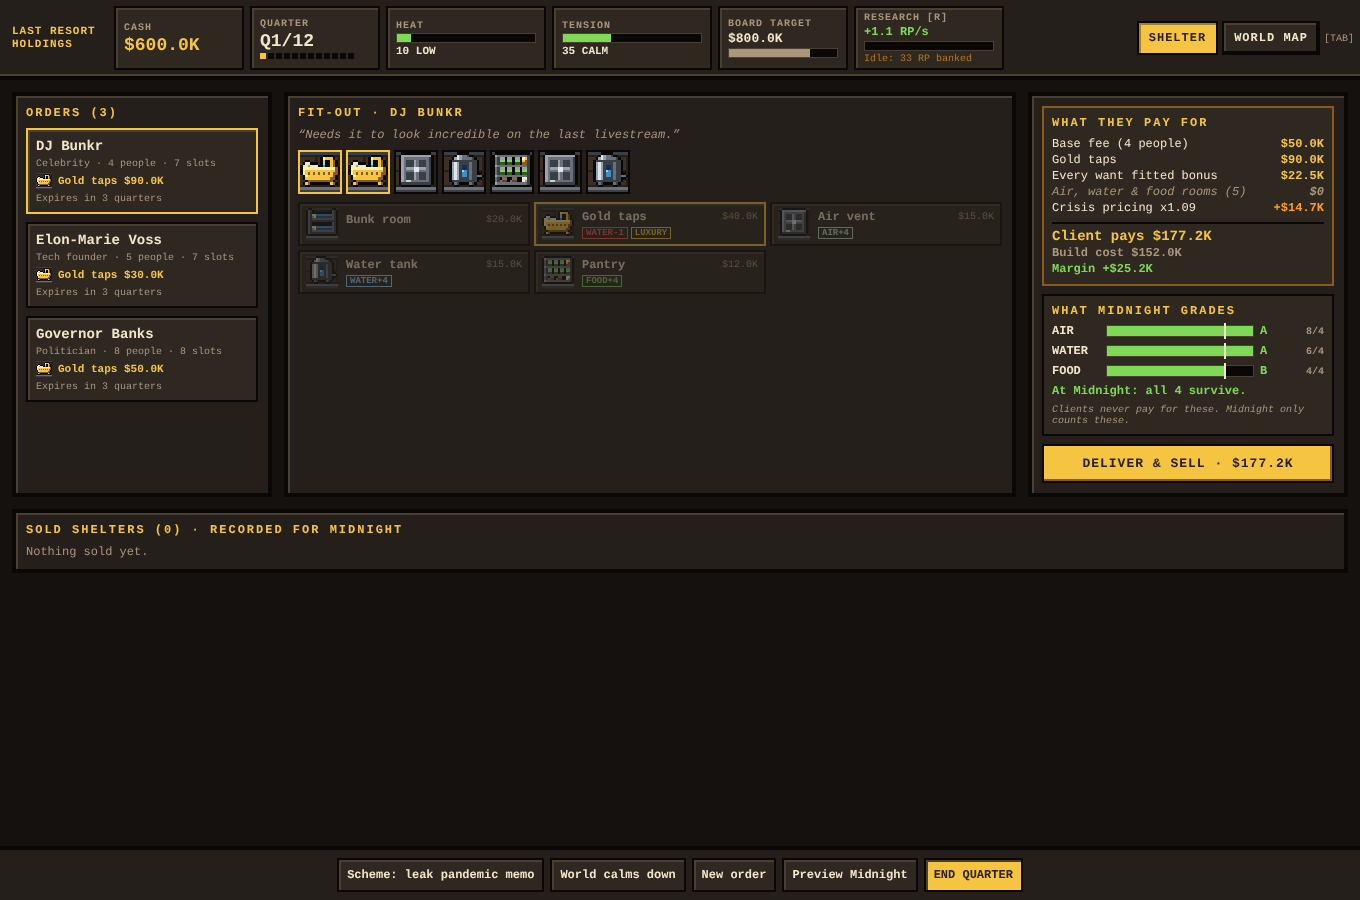 LAST RESORT
HOLDINGS
CASH
$600.0K
QUARTER
Q1/12
HEAT
10 LOW
TENSION
35 CALM
BOARD TARGET
$800.0K
RESEARCH [R]
+1.1 RP/s
Idle: 33 RP banked
SHELTER
WORLD MAP
[TAB]
ORDERS (3)
DJ Bunkr
Celebrity · 4 people · 7 slots
Gold taps $90.0K
Expires in 3 quarters
Elon-Marie Voss
Tech founder · 5 people · 7 slots
Gold taps $30.0K
Expires in 3 quarters
Governor Banks
Politician · 8 people · 8 slots
Gold taps $50.0K
Expires in 3 quarters
FIT-OUT · DJ BUNKR
“Needs it to look incredible on the last livestream.”
Bunk room $20.0K
Gold taps $40.0K
WATER-1 LUXURY
Air vent $15.0K
AIR+4
Water tank $15.0K
WATER+4
Pantry $12.0K
FOOD+4
WHAT THEY PAY FOR
Base fee (4 people) $50.0K
Gold taps $90.0K
Every want fitted bonus $22.5K
Air, water & food rooms (5) $0
Crisis pricing x1.09 +$14.7K
Client pays $177.2K
Build cost $152.0K
Margin +$25.2K
WHAT MIDNIGHT GRADES
AIR A 8/4
WATER A 6/4
FOOD B 4/4
At Midnight: all 4 survive.
Clients never pay for these. Midnight only
counts these.
DELIVER & SELL · $177.2K
SOLD SHELTERS (0) · RECORDED FOR MIDNIGHT
Nothing sold yet.
Scheme: leak pandemic memo
World calms down
New order
Preview Midnight
END QUARTER